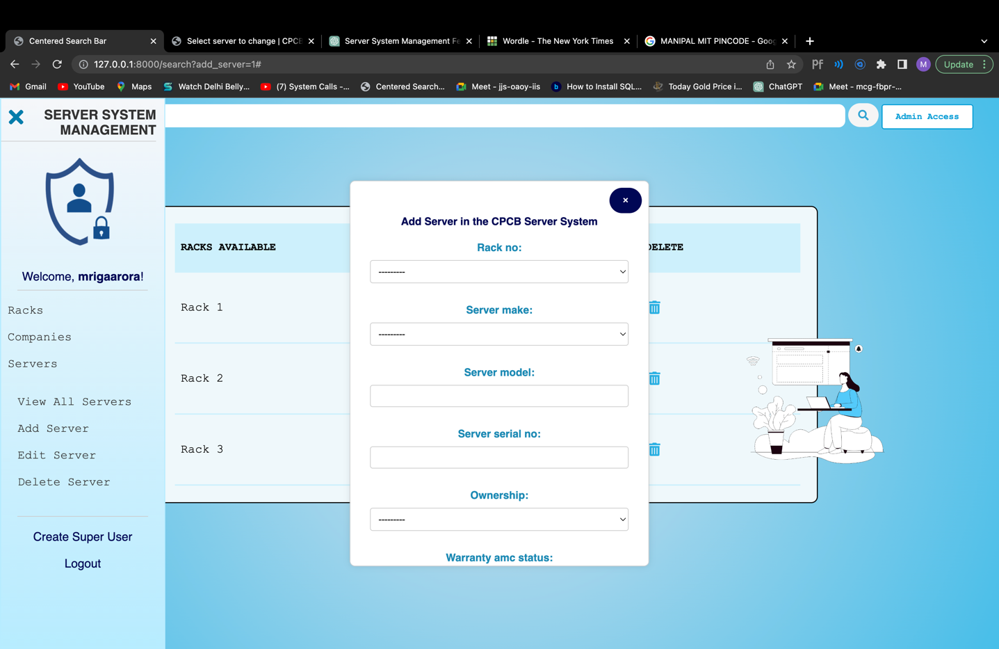 Centered Search Bar
Select server to change | CPCB
Server System Management Fe
Wordle - The New York Times
MANIPAL MIT PINCODE - Goog
127.0.0.1:8000/search?add_server=1#
M
Update
Gmail
YouTube
Maps
Watch Delhi Belly...
(7) System Calls -...
Centered Search...
Meet - jjs-oaoy-iis
How to Install SQL...
Today Gold Price i...
ChatGPT
Meet - mcg-fbpr-...
SERVER SYSTEM
MANAGEMENT
Admin Access
Welcome, mrigaarora!
Racks
Companies
Servers
View All Servers
Add Server
Edit Server
Delete Server
Create Super User
Logout
RACKS AVAILABLE
DELETE
Rack 1
Rack 2
Rack 3
×
Add Server in the CPCB Server System
Rack no:
---------
Server make:
---------
Server model:
Server serial no:
Ownership:
---------
Warranty amc status: